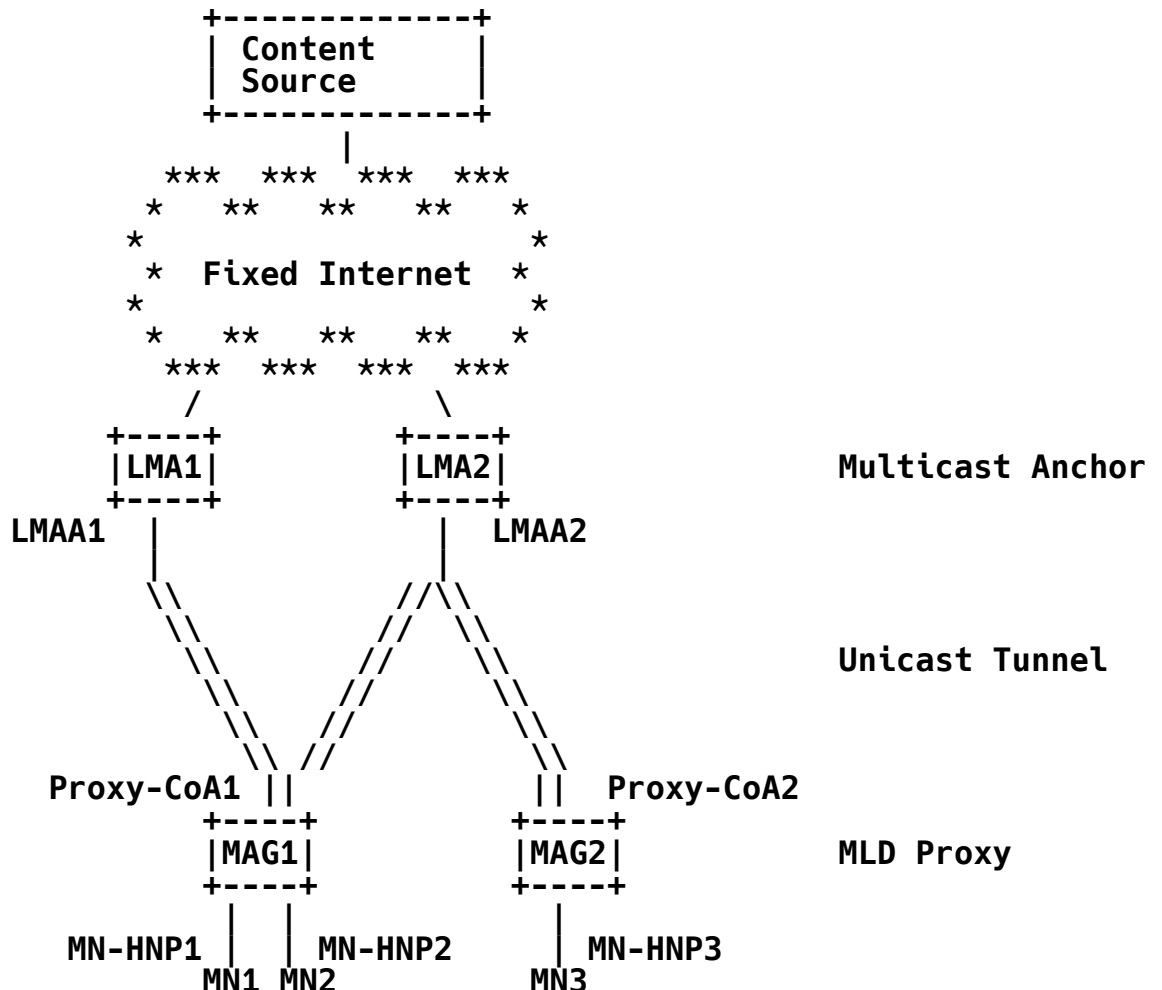 Content
Source
Fixed Internet
LMA1 LMA2 Multicast Anchor
LMAA1 LMAA2
Unicast Tunnel
Proxy-CoA1 Proxy-CoA2
MAG1 MAG2 MLD Proxy
MN-HNP1 MN-HNP2 MN-HNP3
MN1 MN2 MN3